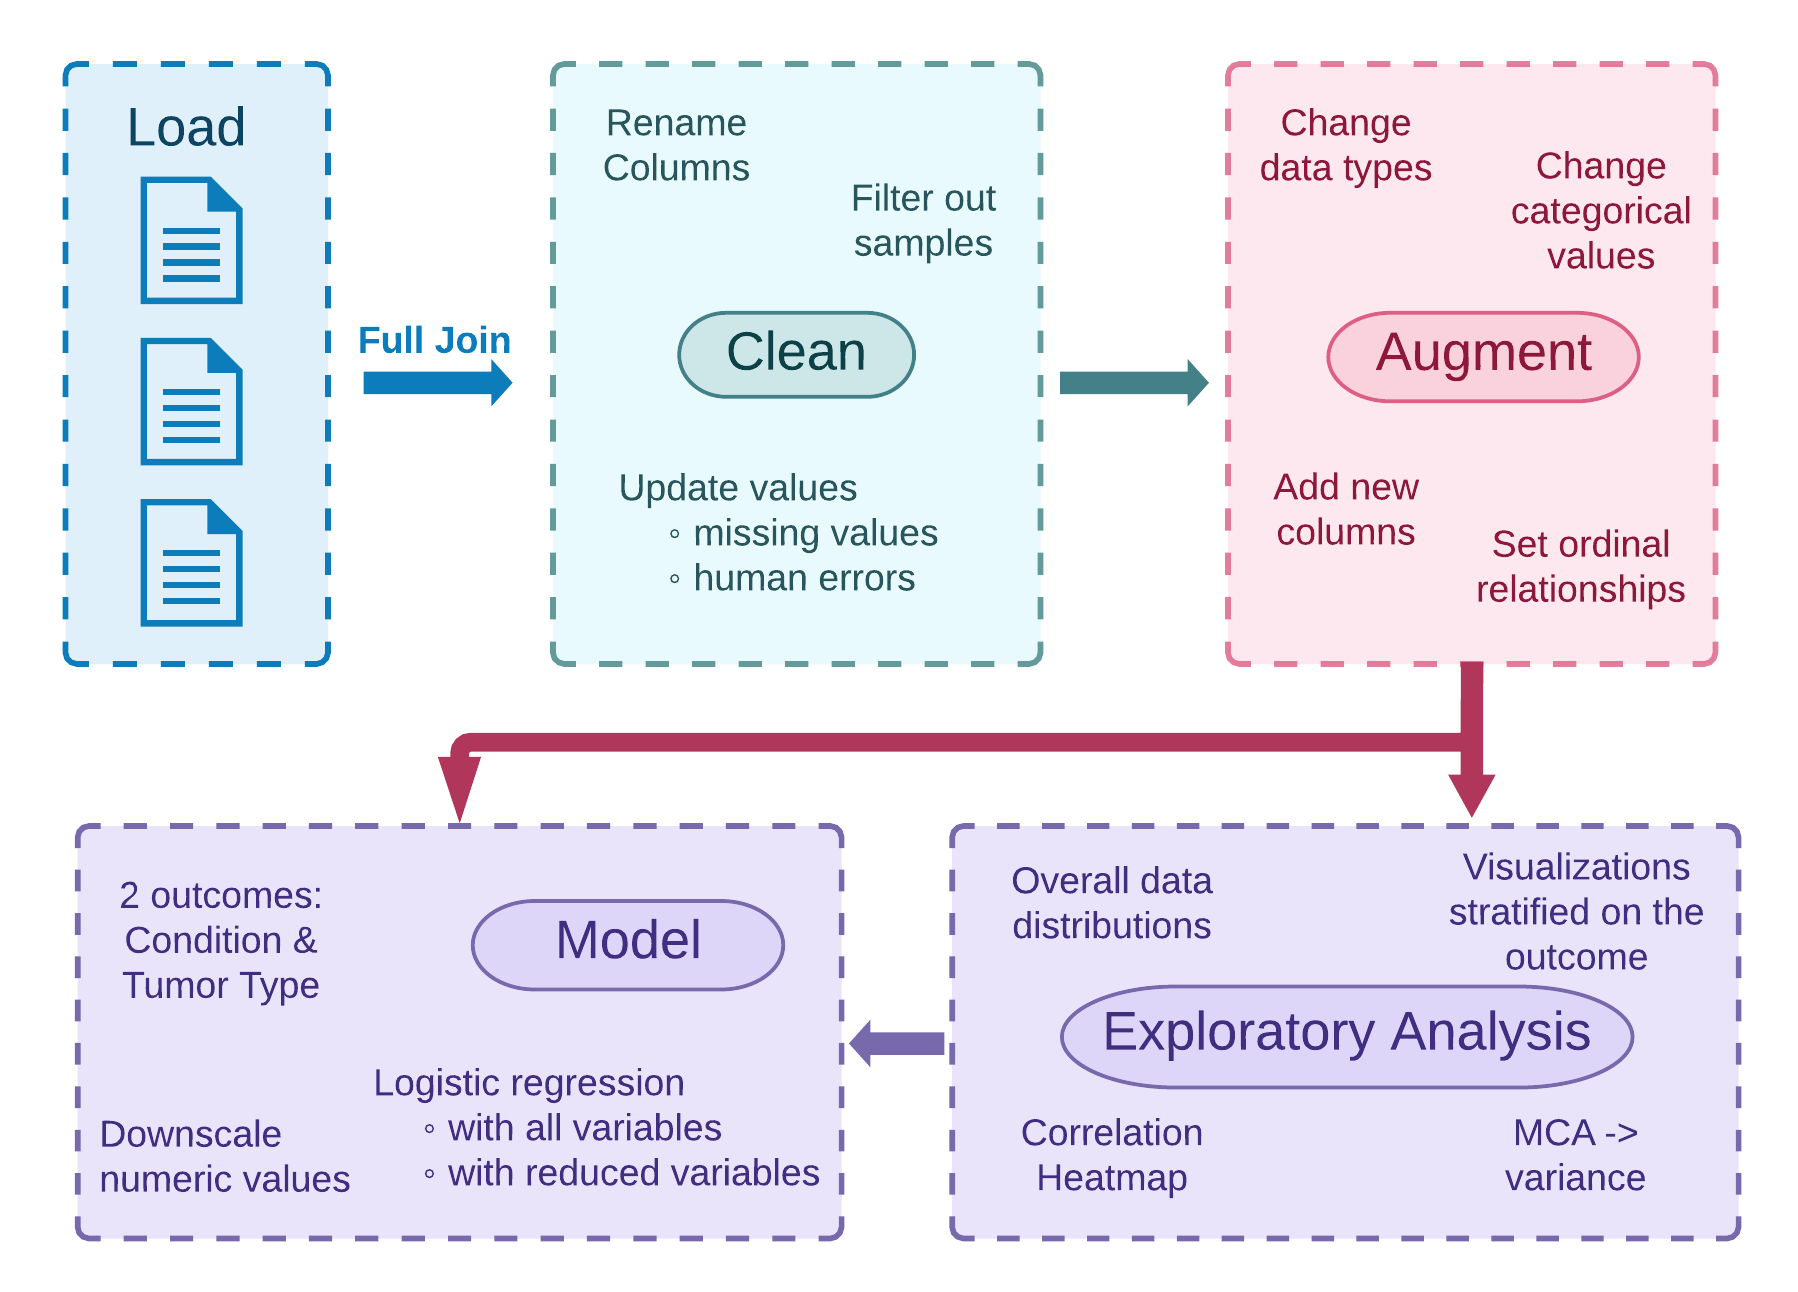 Load
Full Join
Rename
Columns
Filter out
samples
Clean
Update values
◦ missing values
◦ human errors
Change
data types
Change
categorical
values
Augment
Add new
columns
Set ordinal
relationships
2 outcomes:
Condition &
Tumor Type
Model
Logistic regression
◦ with all variables
◦ with reduced variables
Downscale
numeric values
Overall data
distributions
Visualizations
stratified on the
outcome
Exploratory Analysis
Correlation
Heatmap
MCA ->
variance